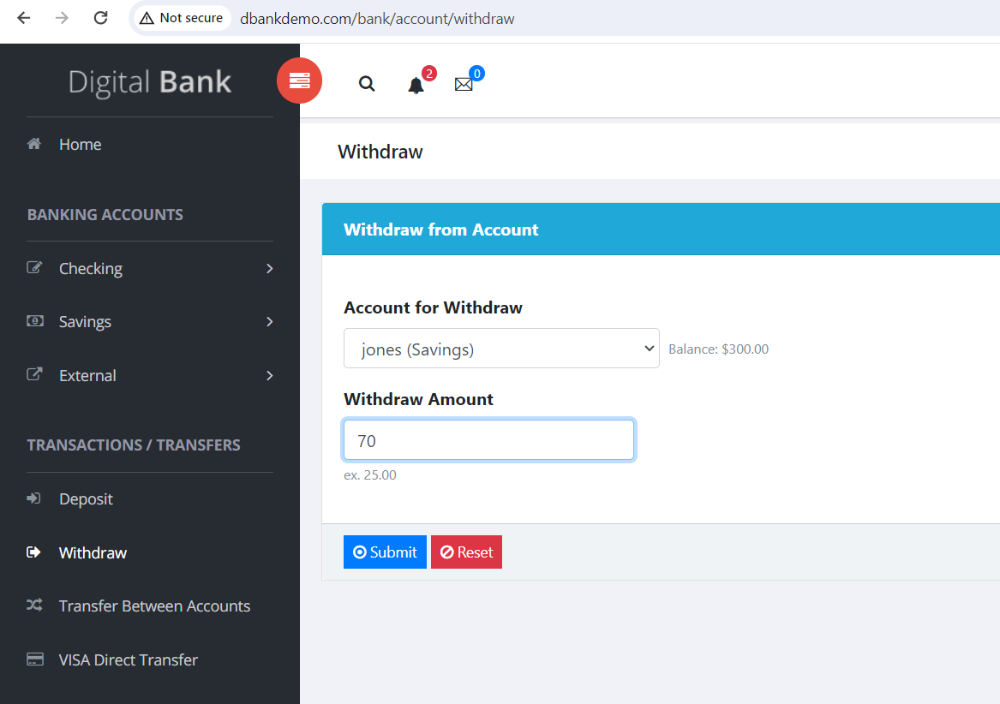 Not secure dbankdemo.com/bank/account/withdraw
Digital Bank
2
0
Home
BANKING ACCOUNTS
Checking
Savings
External
TRANSACTIONS / TRANSFERS
Deposit
Withdraw
Transfer Between Accounts
VISA Direct Transfer
Withdraw
Withdraw from Account
Account for Withdraw
jones (Savings) Balance: $300.00
Withdraw Amount
70
ex. 25.00
Submit Reset